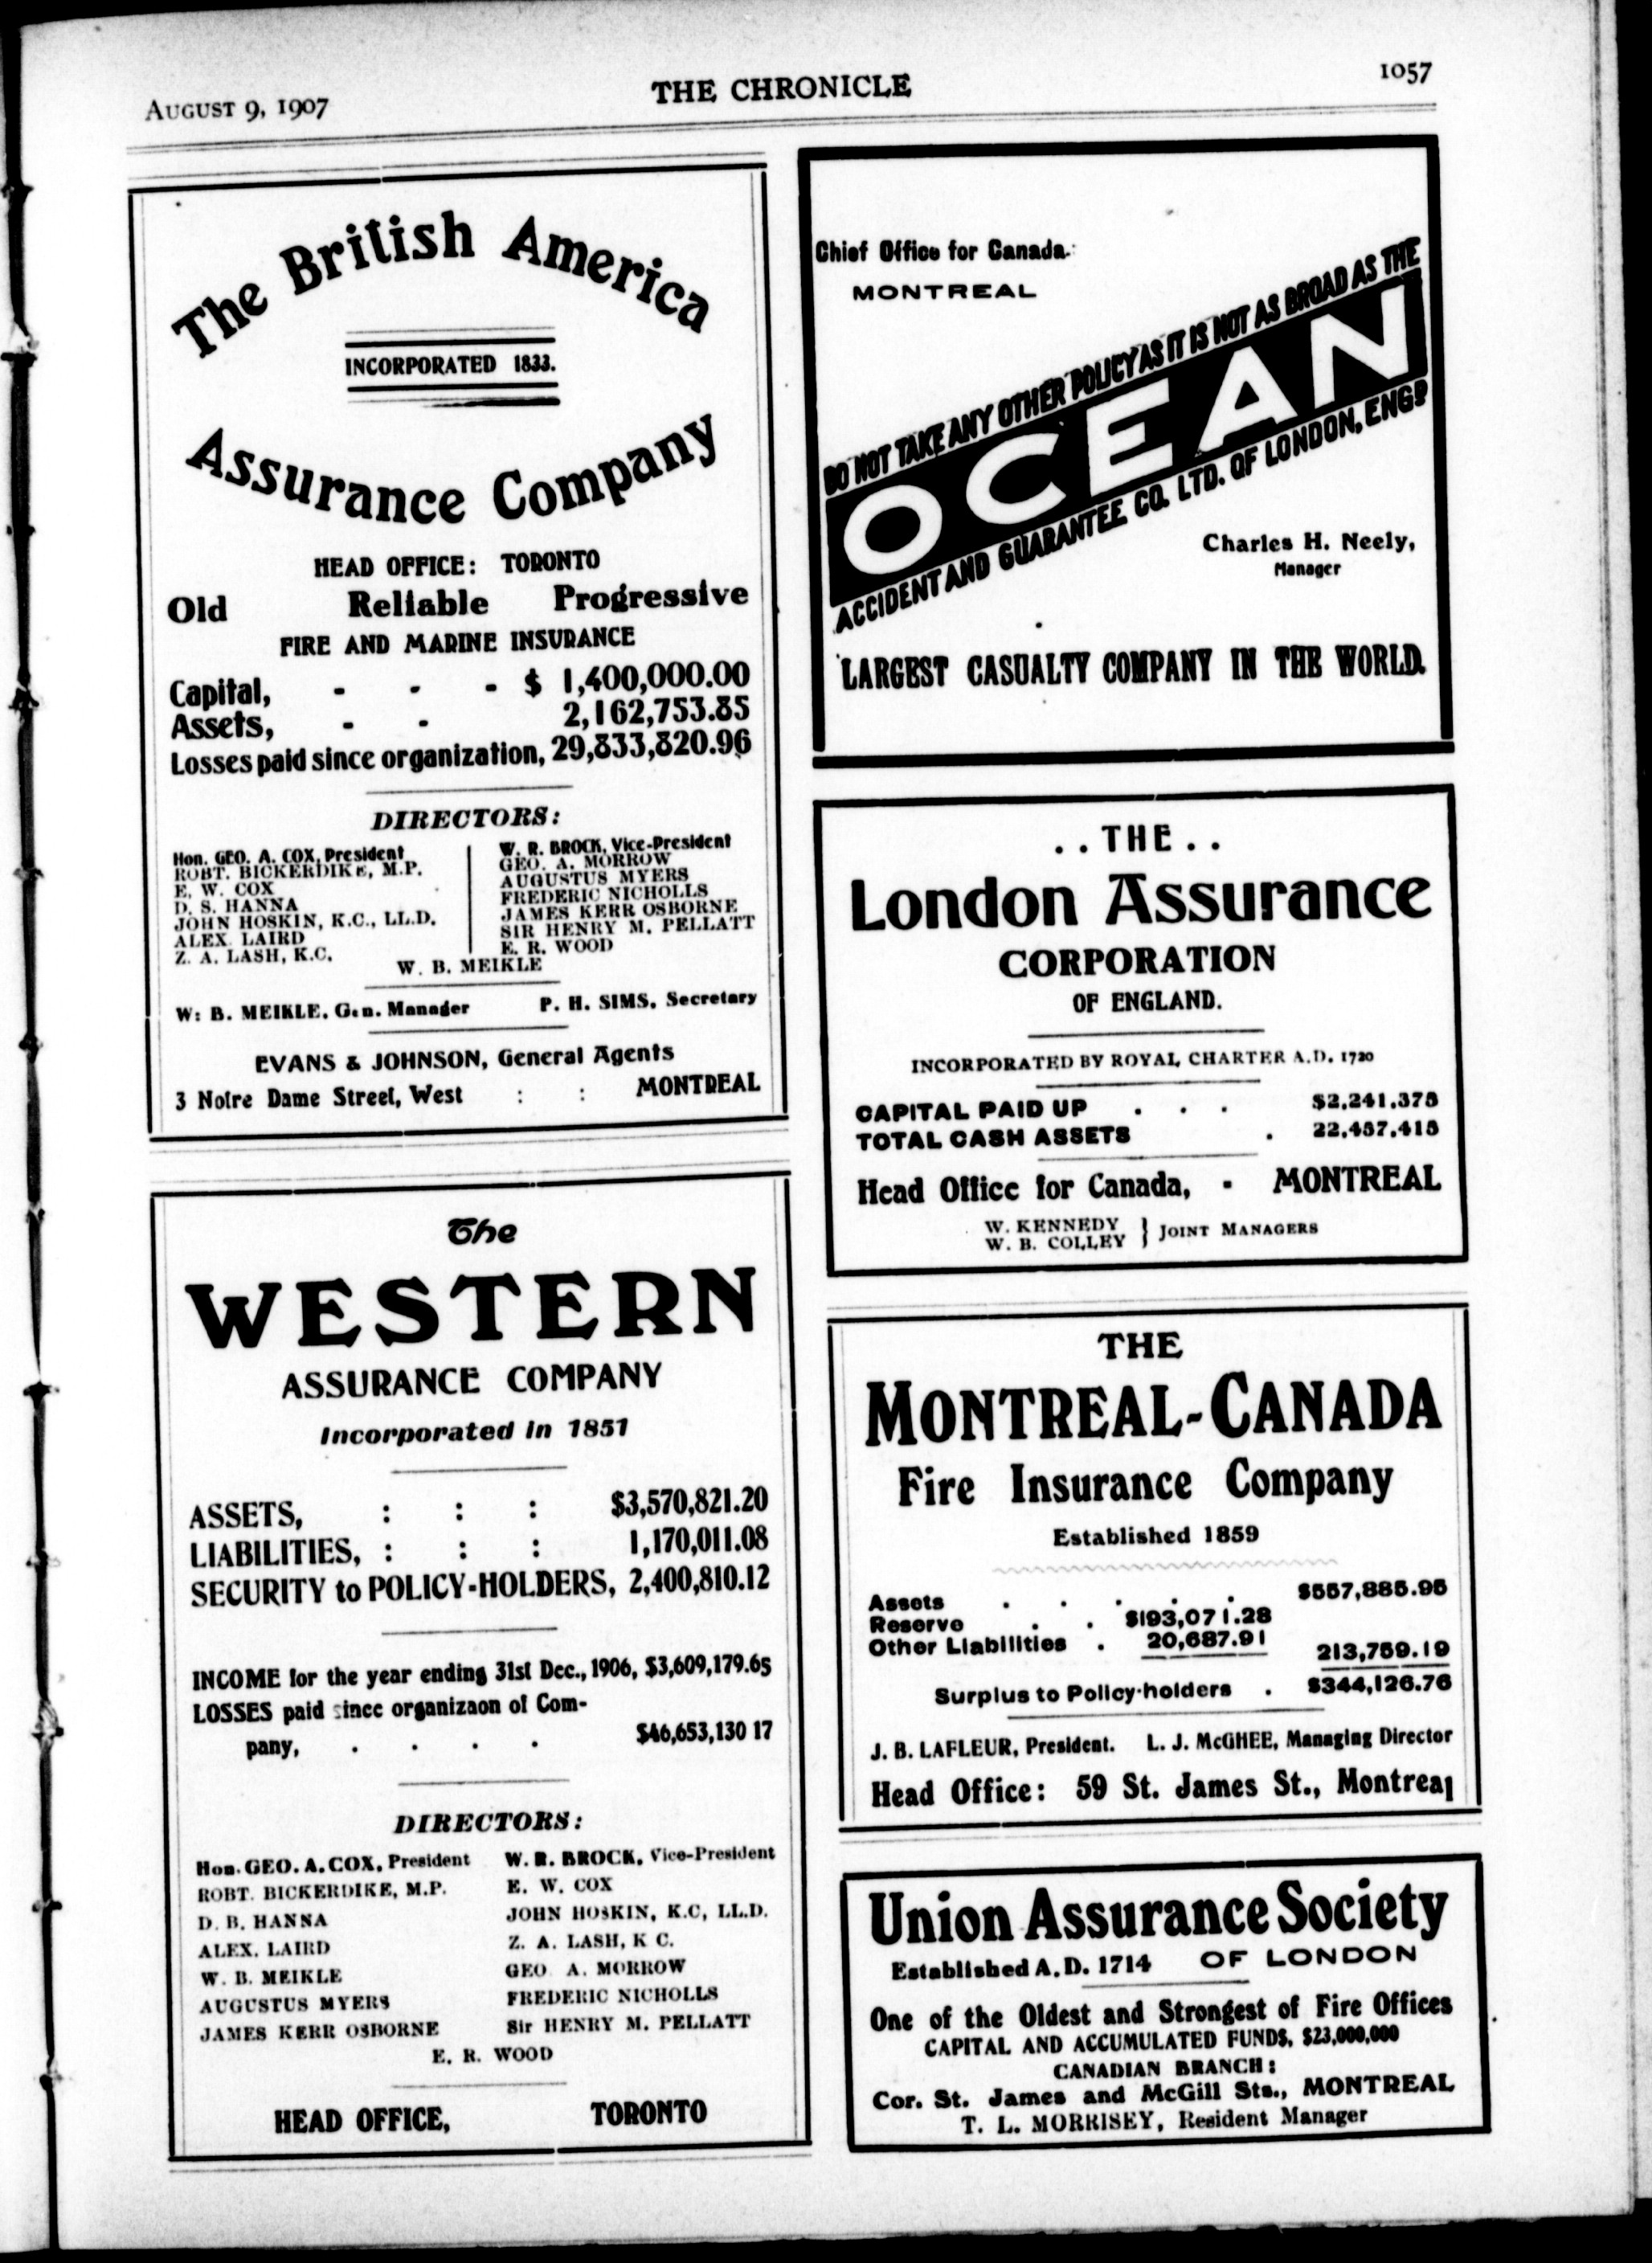 AUGUST 9, 1907
THE CHRONICLE
1057
The British America
INCORPORATED 1833.
Assurance Company
HEAD OFFICE: TORONTO
Old Reliable Progressive
FIRE AND MARINE INSURANCE
Capital, - - - $ 1,400,000.00
Assets, - - 2,162,753.85
Losses paid since organization, 29,833,820.96
DIRECTORS:
Hon. GEO. A. COX, President
ROBT. BICKERDIKE, M.P.
E. W. COX
D. S. HANNA
JOHN HOSKIN, K.C., LL.D.
ALEX. LAIRD
Z. A. LASH, K.C.
W. R. BROCK, Vice-President
GEO. A. MORROW
AUGUSTUS MYERS
FREDERIC NICHOLLS
JAMES KERR OSBORNE
SIR HENRY M. PELLATT
E. R. WOOD
W. B. MEIKLE
W: B. MEIKLE, Gen. Manager P. H. SIMS, Secretary
EVANS & JOHNSON, General Agents
3 Notre Dame Street, West : : MONTREAL
The
WESTERN
ASSURANCE COMPANY
Incorporated in 1851
ASSETS, : : : $3,570,821.20
LIABILITIES, : : : 1,170,011.08
SECURITY to POLICY-HOLDERS, 2,400,810.12
INCOME for the year ending 31st Dec., 1906, $3,609,179.65
LOSSES paid since organizaon of Com-
pany, . . . . $46,653,130 17
DIRECTORS:
Hon. GEO. A. COX, President W. R. BROCK, Vice-President
ROBT. BICKERDIKE, M.P. E. W. COX
D. B. HANNA JOHN HOSKIN, K.C, LL.D.
ALEX. LAIRD Z. A. LASH, K C.
W. B. MEIKLE GEO A. MORROW
AUGUSTUS MYERS FREDERIC NICHOLLS
JAMES KERR OSBORNE Sir HENRY M. PELLATT
E. R. WOOD
HEAD OFFICE, TORONTO
Chief Office for Canada:
MONTREAL
DO NOT TAKE ANY OTHER POLICY AS IT IS NOT AS BROAD AS THE
OCEAN
ACCIDENT AND GUARANTEE CO. LTD. OF LONDON, ENGD
Charles H. Neely,
Manager
LARGEST CASUALTY COMPANY IN THE WORLD.
. . THE . .
London Assurance
CORPORATION
OF ENGLAND.
INCORPORATED BY ROYAL CHARTER A.D. 1720
CAPITAL PAID UP . . . $2,241,375
TOTAL CASH ASSETS . 22,457,415
Head Office for Canada, - MONTREAL
W. KENNEDY
W. B. COLLEY } JOINT MANAGERS
THE
MONTREAL-CANADA
Fire Insurance Company
Established 1859
Assets . . . . . $557,885.95
Reserve . . $193,071.28
Other Liabilities . 20,687.91 213,759.19
Surplus to Policy-holders . $344,126.76
J. B. LAFLEUR, President. L. J. McGHEE, Managing Director
Head Office: 59 St. James St., Montreal
Union Assurance Society
Established A.D. 1714 OF LONDON
One of the Oldest and Strongest of Fire Offices
CAPITAL AND ACCUMULATED FUNDS, $23,000,000
CANADIAN BRANCH:
Cor. St. James and McGill Sts., MONTREAL
T. L. MORRISEY, Resident Manager